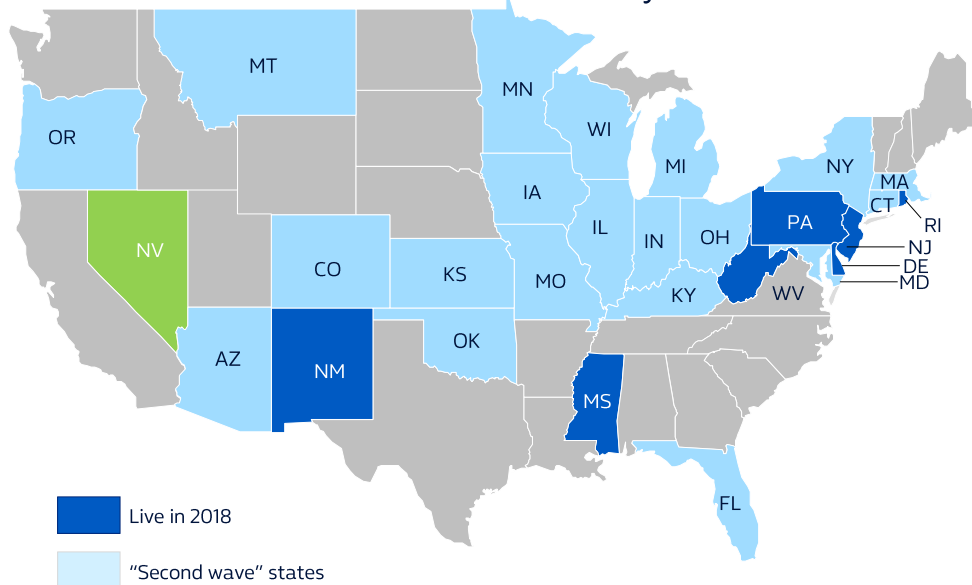 MT
MN
OR
WI
NY
MI
MA
IA
CT
PA
RI
IL
OH
IN
NV
NJ
CO
DE
KS
MO
MD
KY
WV
OK
AZ
NM
MS
FL
Live in 2018
“Second wave” states